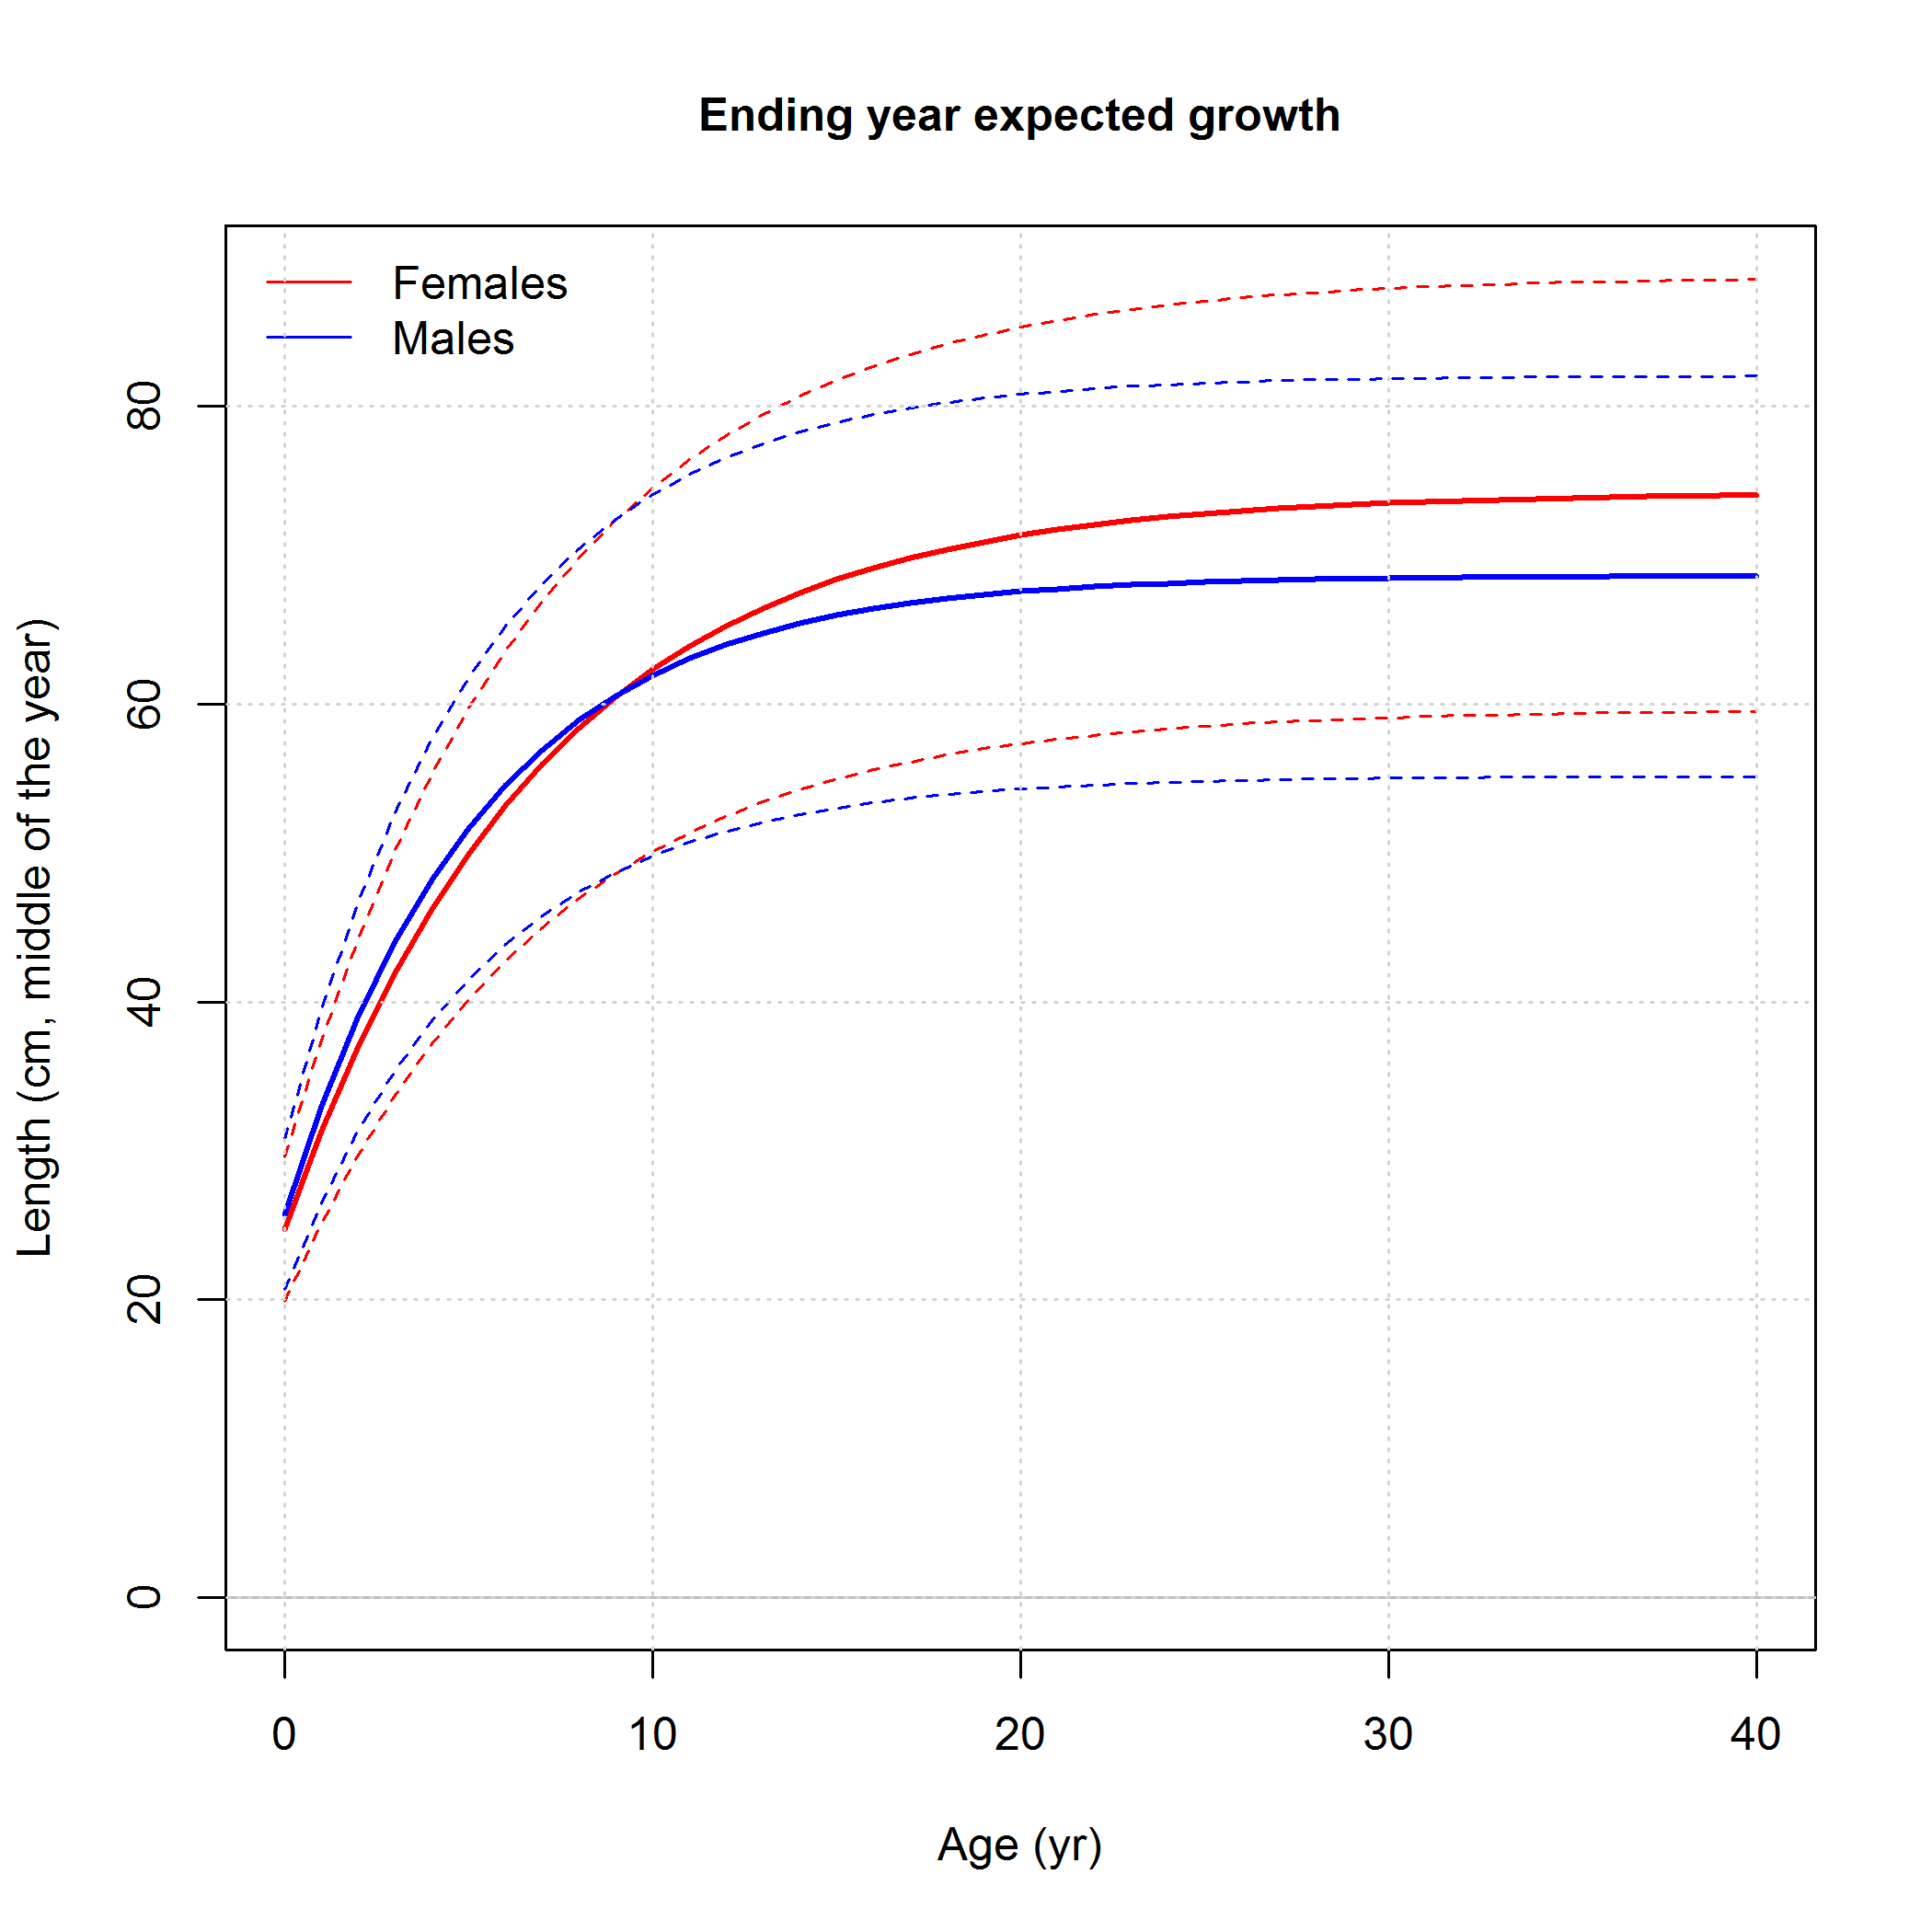 Ending year expected growth
Females
Males
Length (cm, middle of the year)
80
60
40
20
0
0 10 20 30 40
Age (yr)